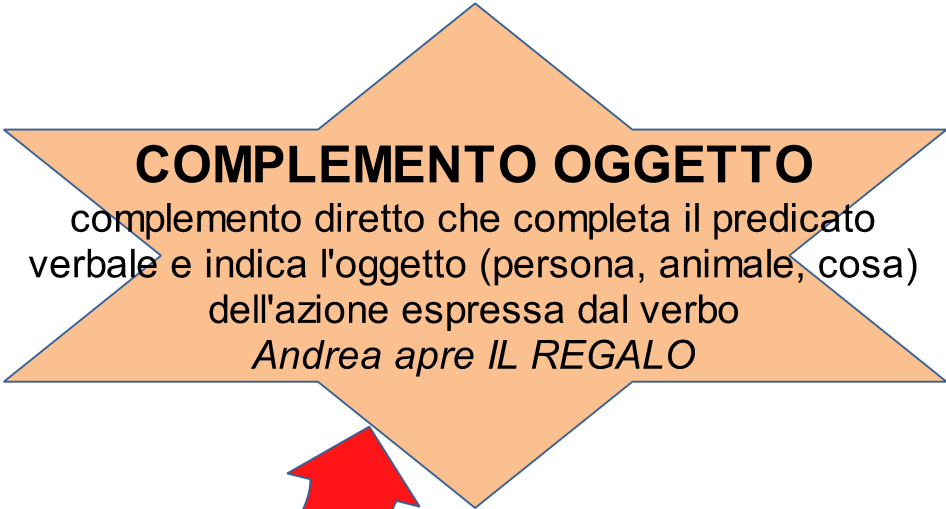 COMPLEMENTO OGGETTO
complemento diretto che completa il predicato
verbale e indica l'oggetto (persona, animale, cosa)
dell'azione espressa dal verbo
Andrea apre IL REGALO